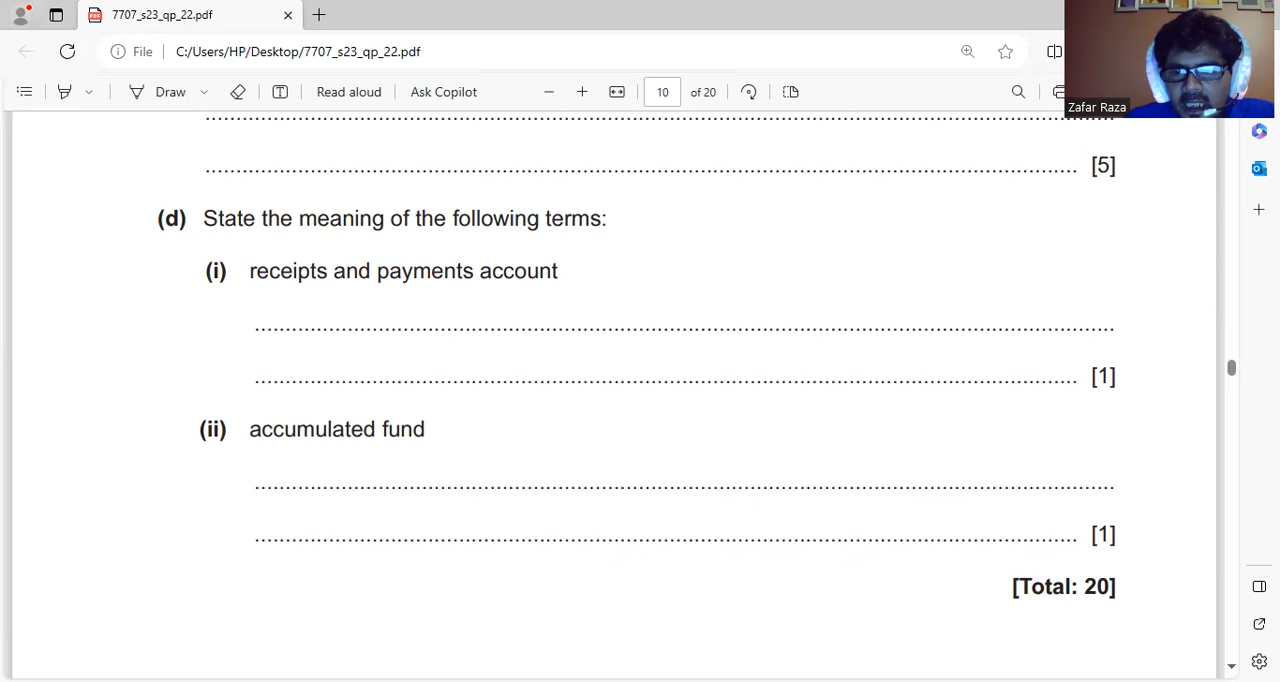 7707_s23_qp_22.pdf
File C:/Users/HP/Desktop/7707_s23_qp_22.pdf
Draw Read aloud Ask Copilot 10 of 20
Zafar Raza
[5]
(d) State the meaning of the following terms:
(i) receipts and payments account
[1]
(ii) accumulated fund
[1]
[Total: 20]